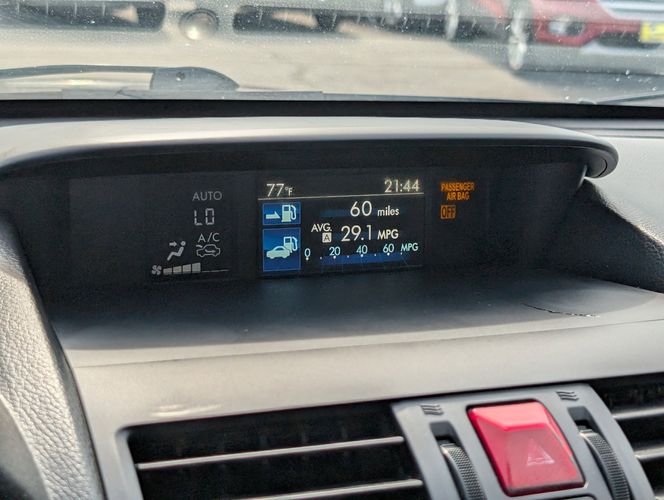 AUTO
LO
A/C
77°F 21:44
60 miles
AVG.
A 29.1 MPG
0 . 20 . 40 . 60 MPG
PASSENGER
AIR BAG
OFF